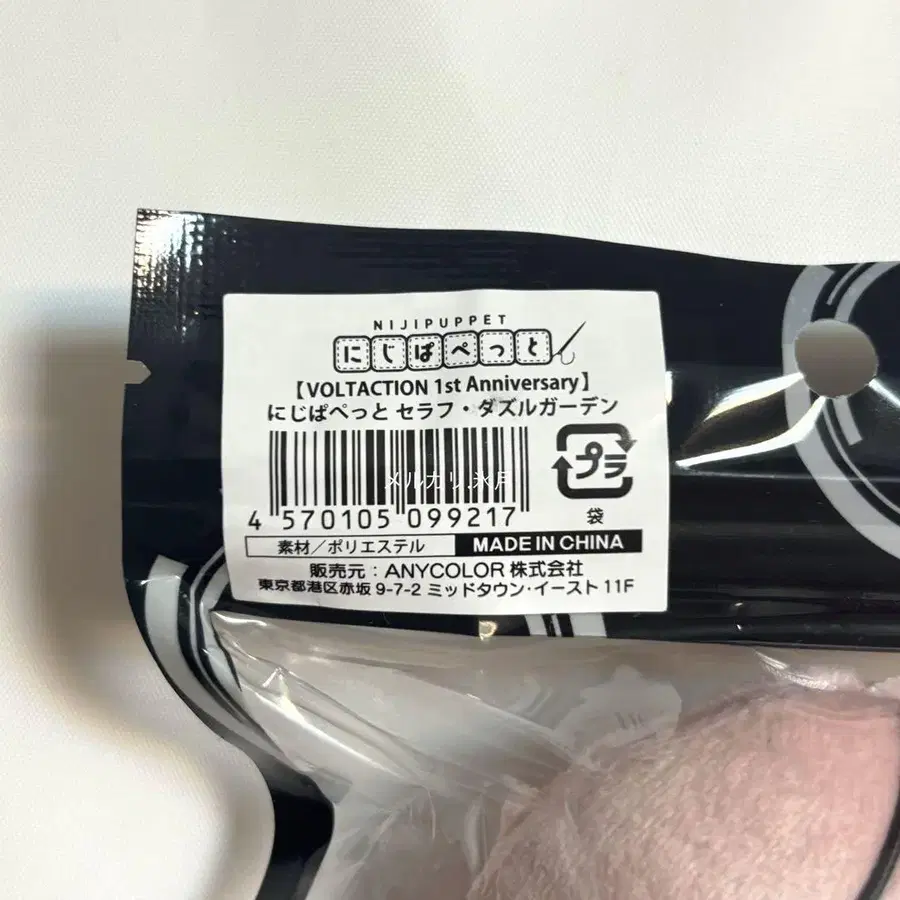 NIJIPUPPET
にじぱぺっと
【VOLTACTION 1st Anniversary】
にじぱぺっと セラフ・ダズルガーデン
メルカリ.氷月
プラ
4 570105 099217
袋
素材／ポリエステル MADE IN CHINA
販売元：ANYCOLOR 株式会社
東京都港区赤坂 9-7-2 ミッドタウン・イースト 11F